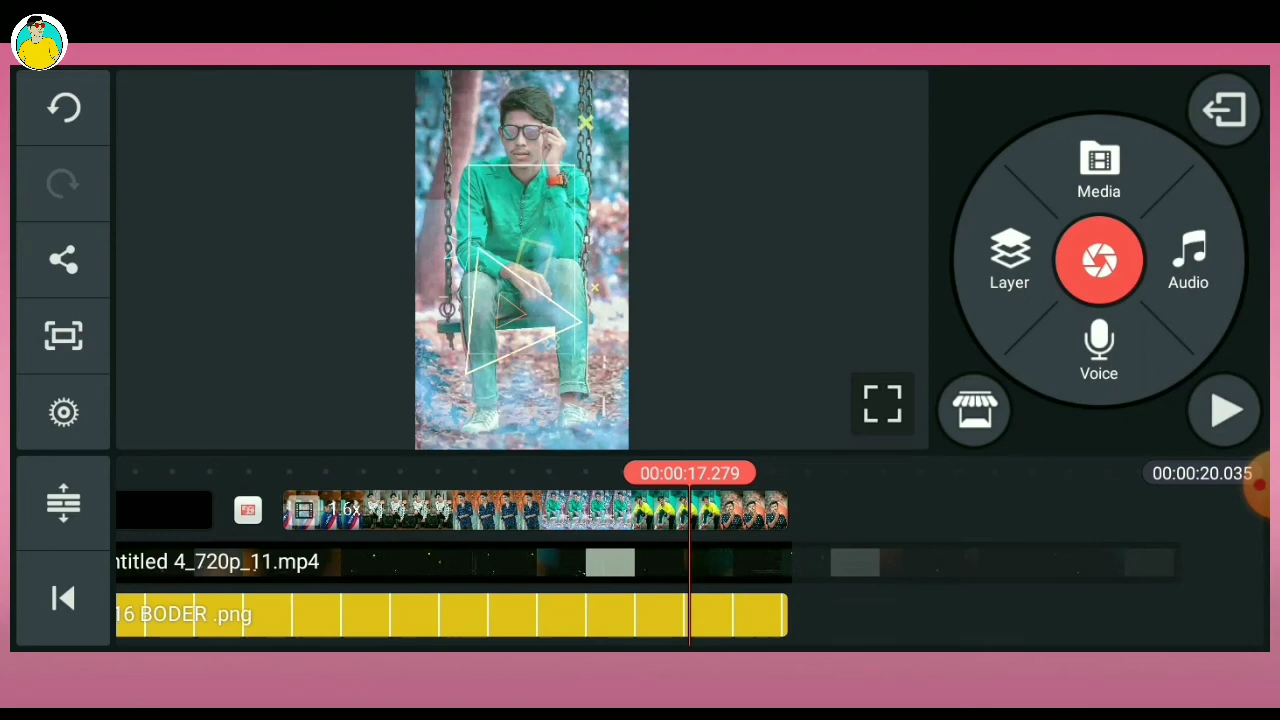 Media
Layer
Audio
Voice
00:00:17.279
00:00:20.035
1.6x
ntitled 4_720p_11.mp4
16 BODER .png